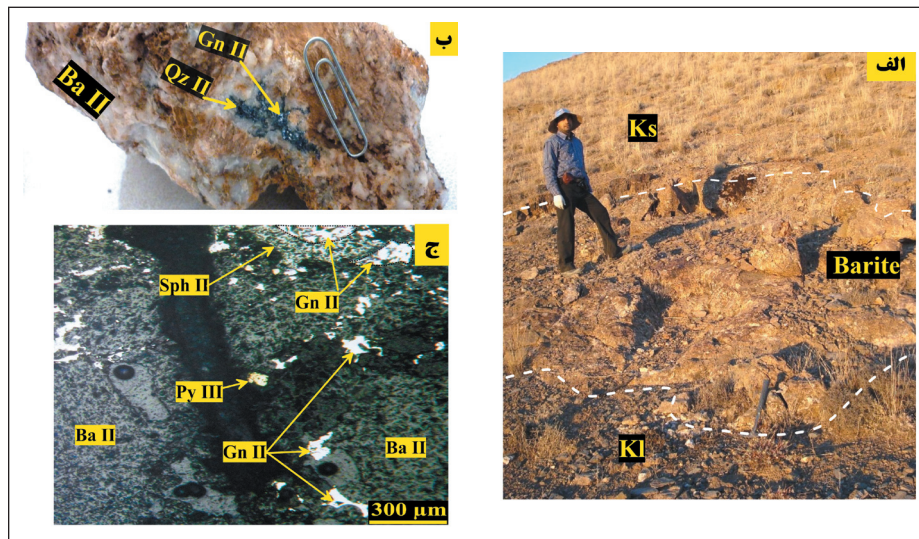 الف
Ks
Barite
Kl
ب
Gn II
Qz II
Ba II
ج
Sph II
Gn II
Py III
Ba II
Gn II
Ba II
300 µm